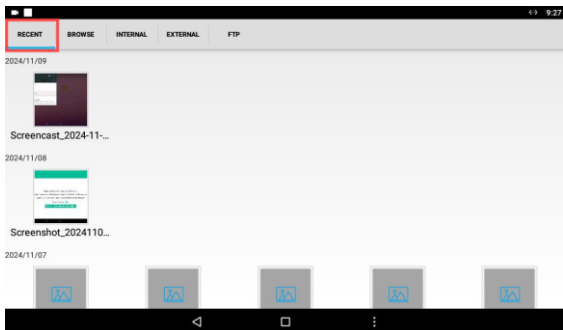 9:27
RECENT BROWSE INTERNAL EXTERNAL FTP
2024/11/09
Screencast_2024-11-...
2024/11/08
Screenshot_2024110...
2024/11/07